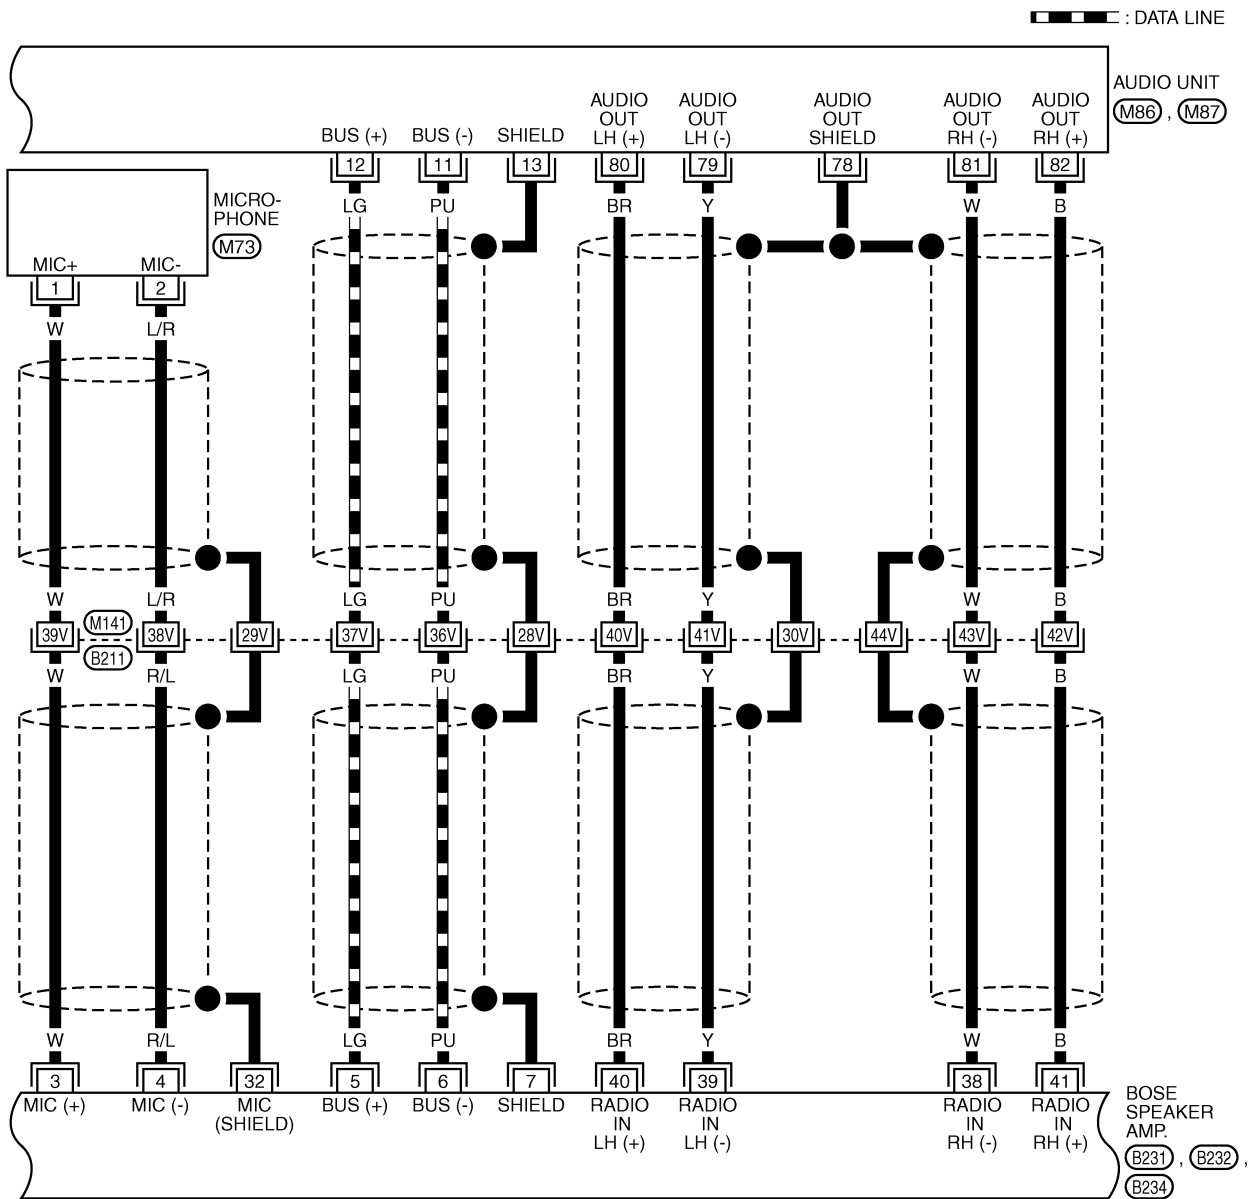 : DATA LINE
AUDIO UNIT
M86 , M87
BUS (+)
BUS (-)
SHIELD
AUDIO
OUT
LH (+)
AUDIO
OUT
LH (-)
AUDIO
OUT
SHIELD
AUDIO
OUT
RH (-)
AUDIO
OUT
RH (+)
12 11 13 80 79 78 81 82
LG PU BR Y W B
MICRO-
PHONE
M73
MIC+ MIC-
1 2
W L/R
W L/R LG PU BR Y W B
M141
39V 38V 29V 37V 36V 28V 40V 41V 30V 44V 43V 42V
B211
W R/L LG PU BR Y W B
W R/L LG PU BR Y W B
3 4 32 5 6 7 40 39 38 41
MIC (+)
MIC (-)
MIC
(SHIELD)
BUS (+)
BUS (-)
SHIELD
RADIO
IN
LH (+)
RADIO
IN
LH (-)
RADIO
IN
RH (-)
RADIO
IN
RH (+)
BOSE
SPEAKER
AMP.
B231 , B232 ,
B234